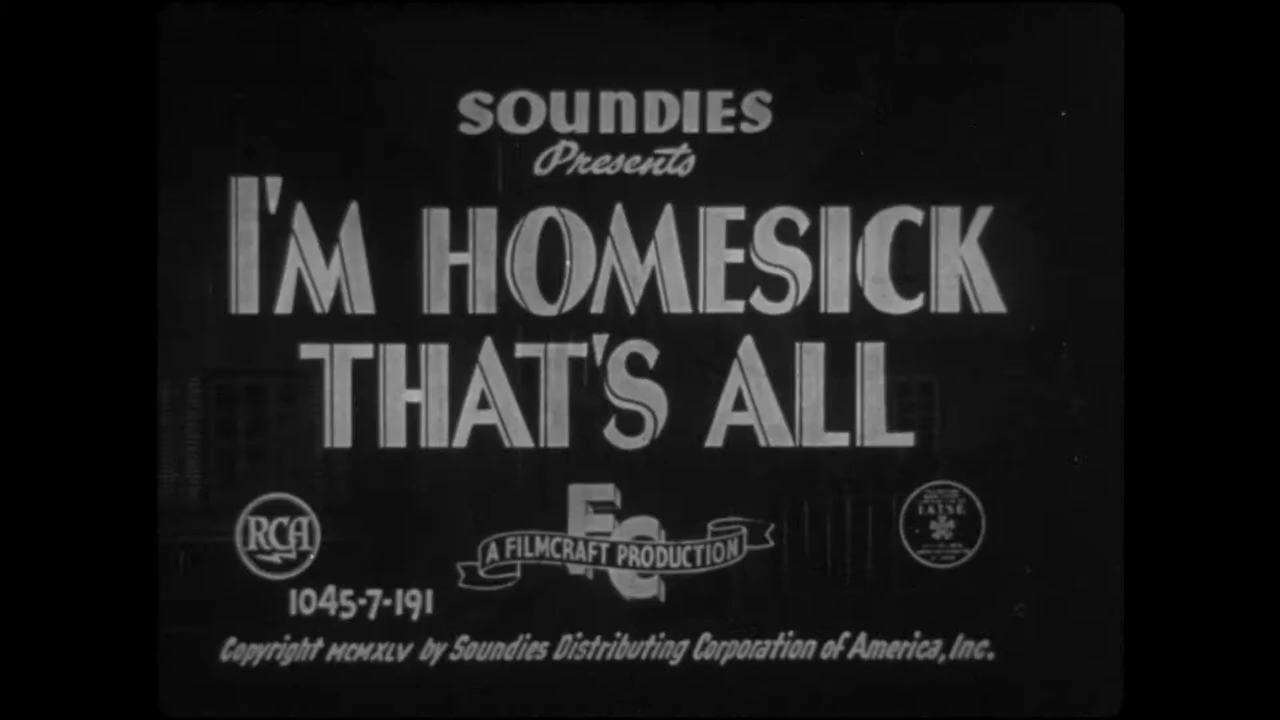 SOUNDIES
Presents
I'M HOMESICK
THAT'S ALL
RCA
FC
A FILMCRAFT PRODUCTION
I.A.T.S.E.
1045-7-191
Copyright MCMXLV by Soundies Distributing Corporation of America, Inc.